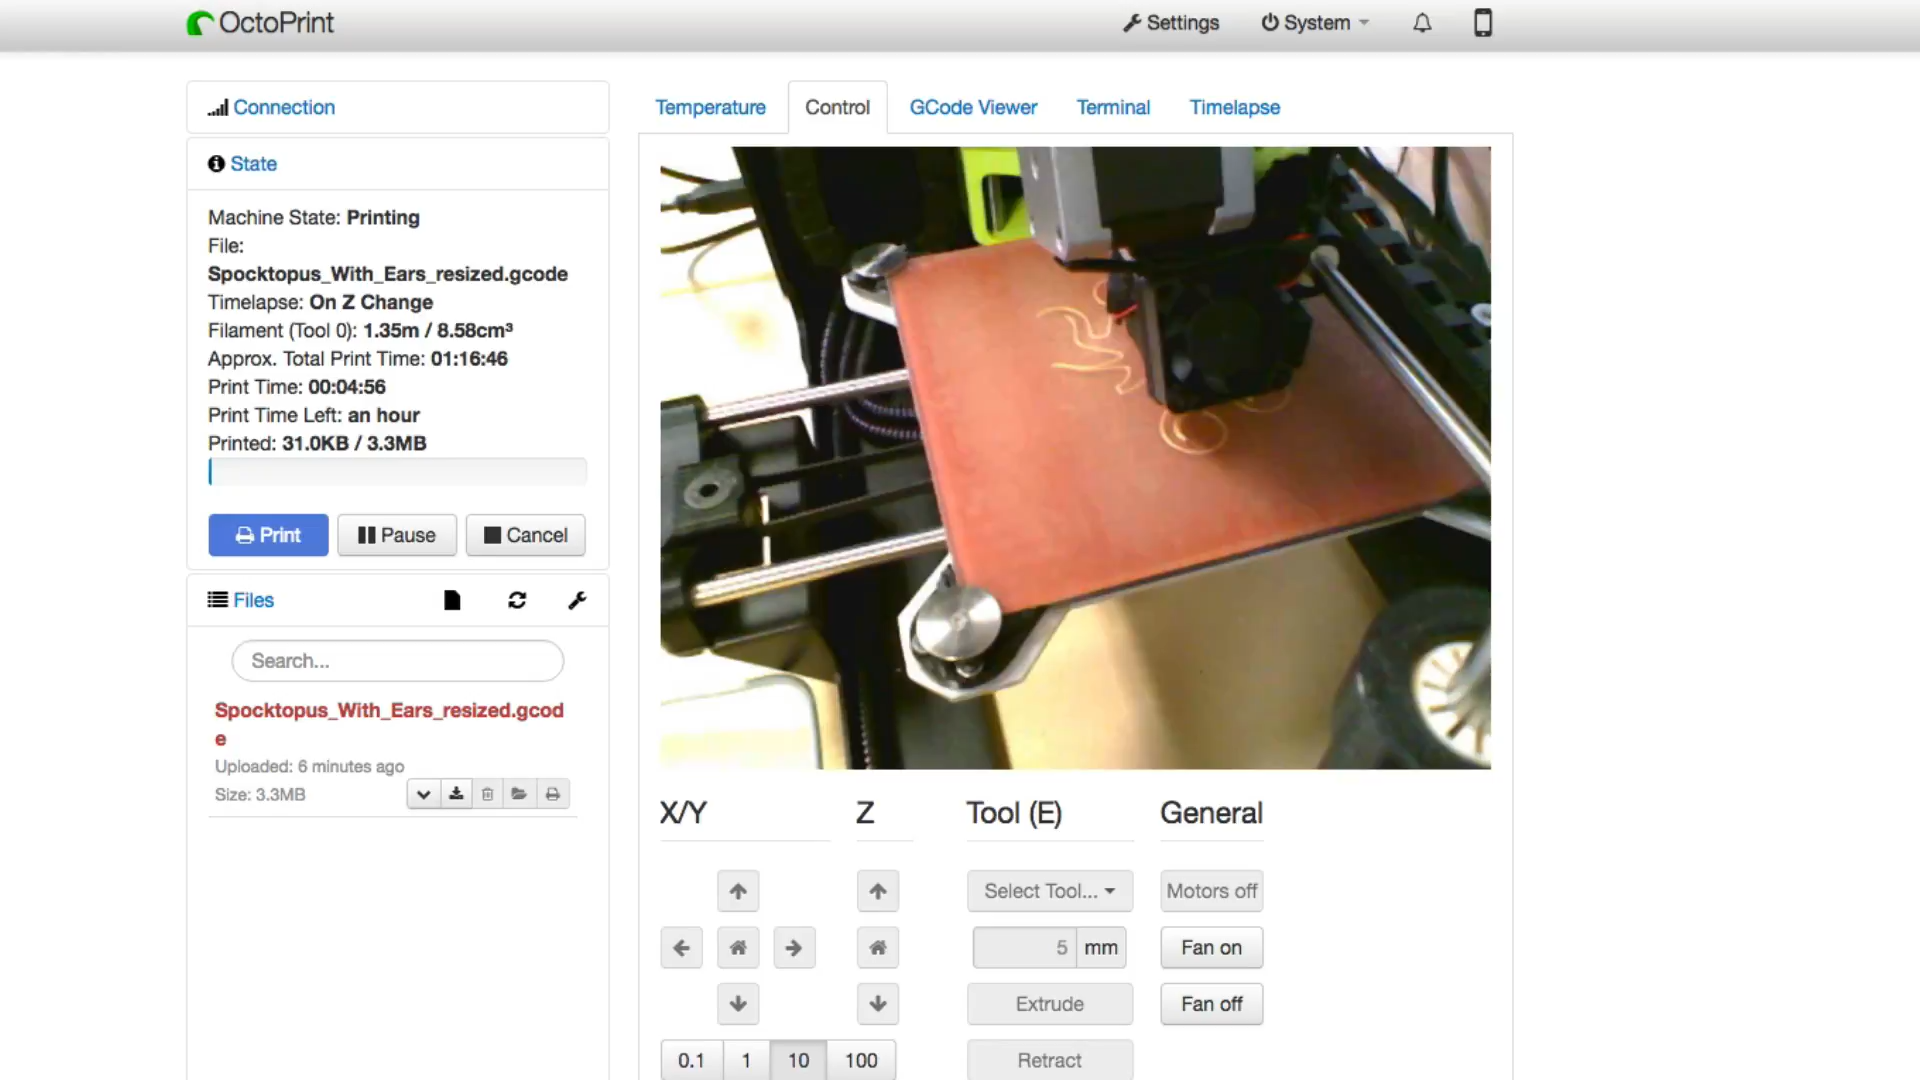 OctoPrint
Settings
System
Connection
State
Machine State: Printing
File:
Spocktopus_With_Ears_resized.gcode
Timelapse: On Z Change
Filament (Tool 0): 1.35m / 8.58cm³
Approx. Total Print Time: 01:16:46
Print Time: 00:04:56
Print Time Left: an hour
Printed: 31.0KB / 3.3MB
Print
Pause
Cancel
Files
Search...
Spocktopus_With_Ears_resized.gcod
e
Uploaded: 6 minutes ago
Size: 3.3MB
Temperature
Control
GCode Viewer
Terminal
Timelapse
X/Y
Z
Tool (E)
General
Select Tool...
Motors off
5 mm
Fan on
Extrude
Fan off
0.1 1 10 100
Retract